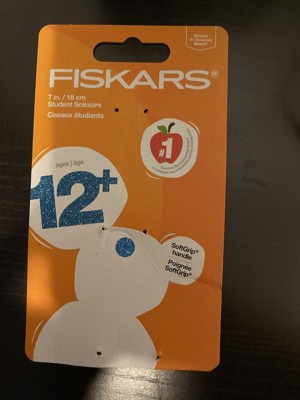 FISKARS®
7 in. / 18 cm
Student Scissors
Ciseaux étudiants
#1
ages | âge
12+
SoftGrip®
handle
Poignée
SoftGrip®